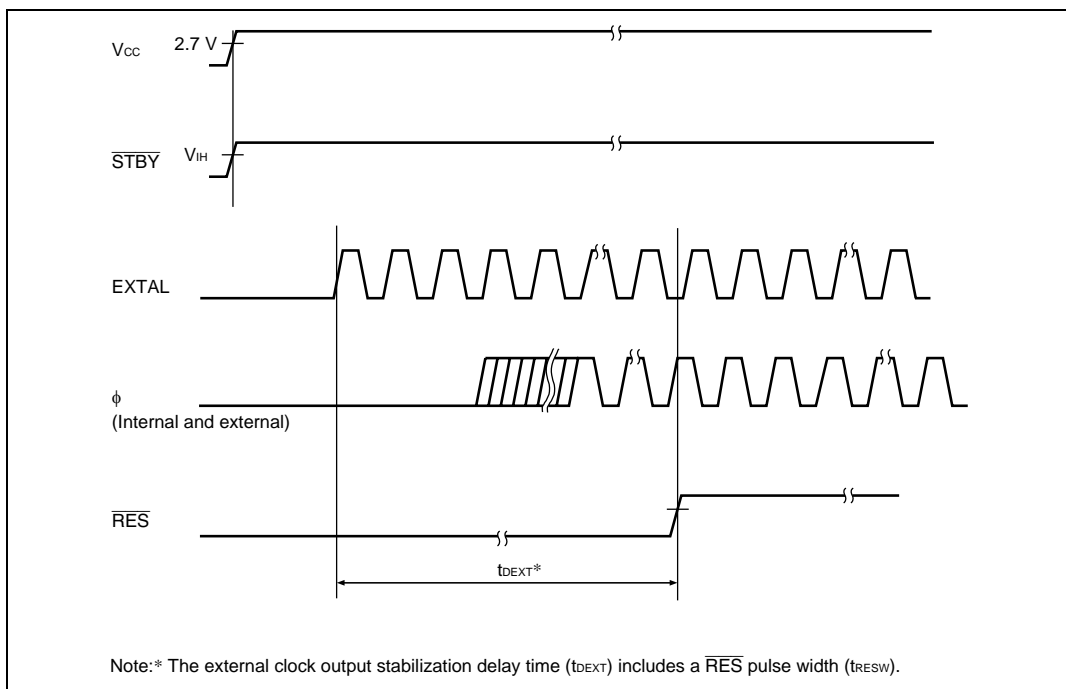 VCC 2.7 V
STBY VIH
EXTAL
φ
(Internal and external)
RES
tDEXT*
Note:* The external clock output stabilization delay time (tDEXT) includes a RES pulse width (tRESW).